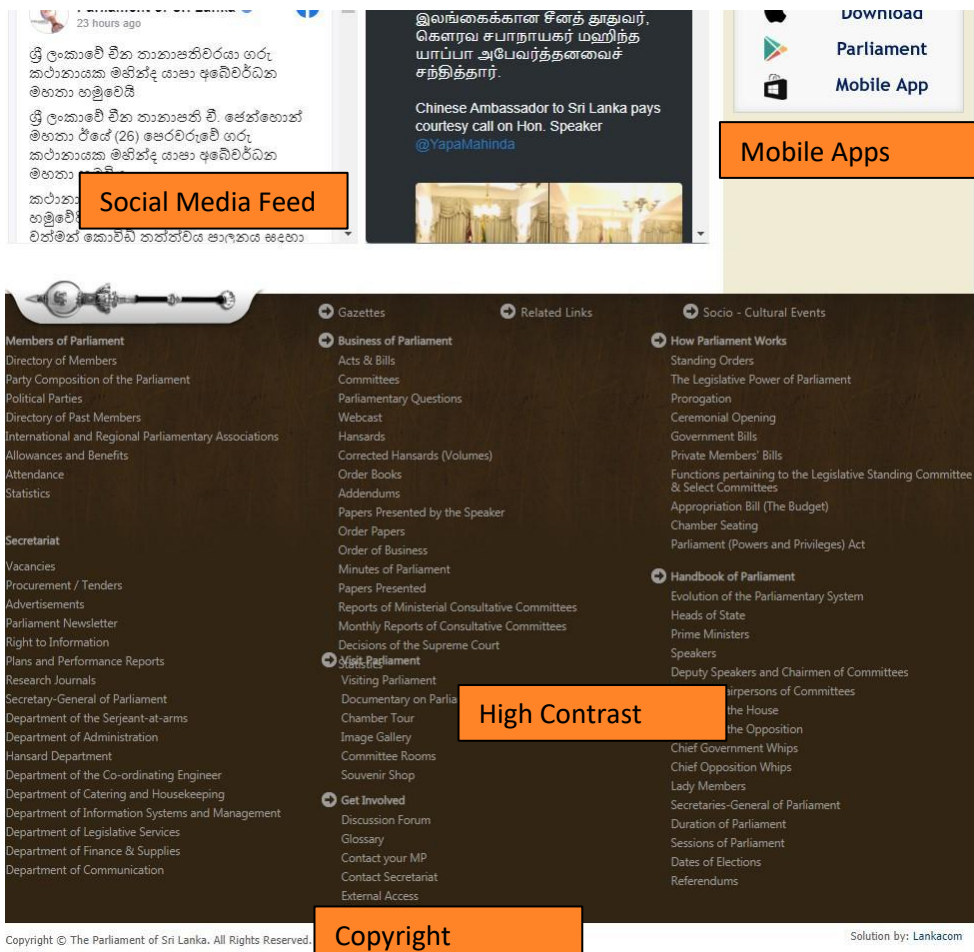 Parliament of Sri Lanka
23 hours ago
ශ්‍රී ලංකාවේ චීන තානාපතිවරයා ගරු
කථානායක මහින්ද යාපා අබේවර්ධන
මහතා හමුවෙයි
ශ්‍රී ලංකාවේ චීන තානාපති චී. ජෙන්හොන්
මහතා ඊයේ (26) පෙරවරුවේ ගරු
කථානායක මහින්ද යාපා අබේවර්ධන
මහතා
කථානා
හමුවේ
වත්මන් කොවිඩ් තත්ත්වය පාලනය සඳහා
Social Media Feed
இலங்கைக்கான சீனத் தூதுவர்,
கௌரவ சபாநாயகர் மஹிந்த
யாப்பா அபேவர்த்தனவைச்
சந்தித்தார்.
Chinese Ambassador to Sri Lanka pays
courtesy call on Hon. Speaker
@YapaMahinda
Download
Parliament
Mobile App
Mobile Apps
Gazettes
Related Links
Socio - Cultural Events
Members of Parliament
Directory of Members
Party Composition of the Parliament
Political Parties
Directory of Past Members
International and Regional Parliamentary Associations
Allowances and Benefits
Attendance
Statistics
Secretariat
Vacancies
Procurement / Tenders
Advertisements
Parliament Newsletter
Right to Information
Plans and Performance Reports
Research Journals
Secretary-General of Parliament
Department of the Serjeant-at-arms
Department of Administration
Hansard Department
Department of the Co-ordinating Engineer
Department of Catering and Housekeeping
Department of Information Systems and Management
Department of Legislative Services
Department of Finance & Supplies
Department of Communication
Business of Parliament
Acts & Bills
Committees
Parliamentary Questions
Webcast
Hansards
Corrected Hansards (Volumes)
Order Books
Addendums
Papers Presented by the Speaker
Order Papers
Order of Business
Minutes of Parliament
Papers Presented
Reports of Ministerial Consultative Committees
Monthly Reports of Consultative Committees
Decisions of the Supreme Court
Statistics
Visit Parliament
Visiting Parliament
Documentary on Parlia
Chamber Tour
Image Gallery
Committee Rooms
Souvenir Shop
Get Involved
Discussion Forum
Glossary
Contact your MP
Contact Secretariat
External Access
High Contrast
How Parliament Works
Standing Orders
The Legislative Power of Parliament
Prorogation
Ceremonial Opening
Government Bills
Private Members' Bills
Functions pertaining to the Legislative Standing Committee
& Select Committees
Appropriation Bill (The Budget)
Chamber Seating
Parliament (Powers and Privileges) Act
Handbook of Parliament
Evolution of the Parliamentary System
Heads of State
Prime Ministers
Speakers
Deputy Speakers and Chairmen of Committees
airpersons of Committees
the House
the Opposition
Chief Government Whips
Chief Opposition Whips
Lady Members
Secretaries-General of Parliament
Duration of Parliament
Sessions of Parliament
Dates of Elections
Referendums
Copyright © The Parliament of Sri Lanka. All Rights Reserved.
Copyright
Solution by: Lankacom